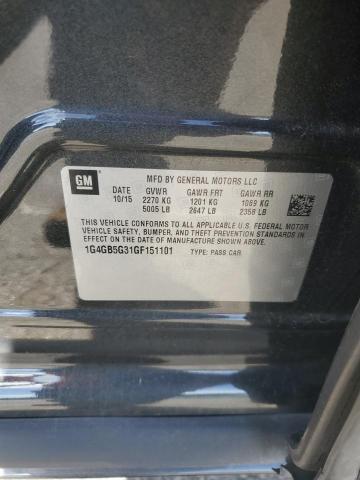 GM
MFD BY GENERAL MOTORS LLC
DATE GVWR GAWR FRT GAWR RR
10/15 2270 KG 1201 KG 1069 KG
5005 LB 2647 LB 2358 LB
THIS VEHICLE CONFORMS TO ALL APPLICABLE U.S. FEDERAL MOTOR
VEHICLE SAFETY, BUMPER, AND THEFT PREVENTION STANDARDS IN
EFFECT ON THE DATE OF MANUFACTURE SHOWN ABOVE.
1G4GB5G31GF151101 TYPE: PASS CAR